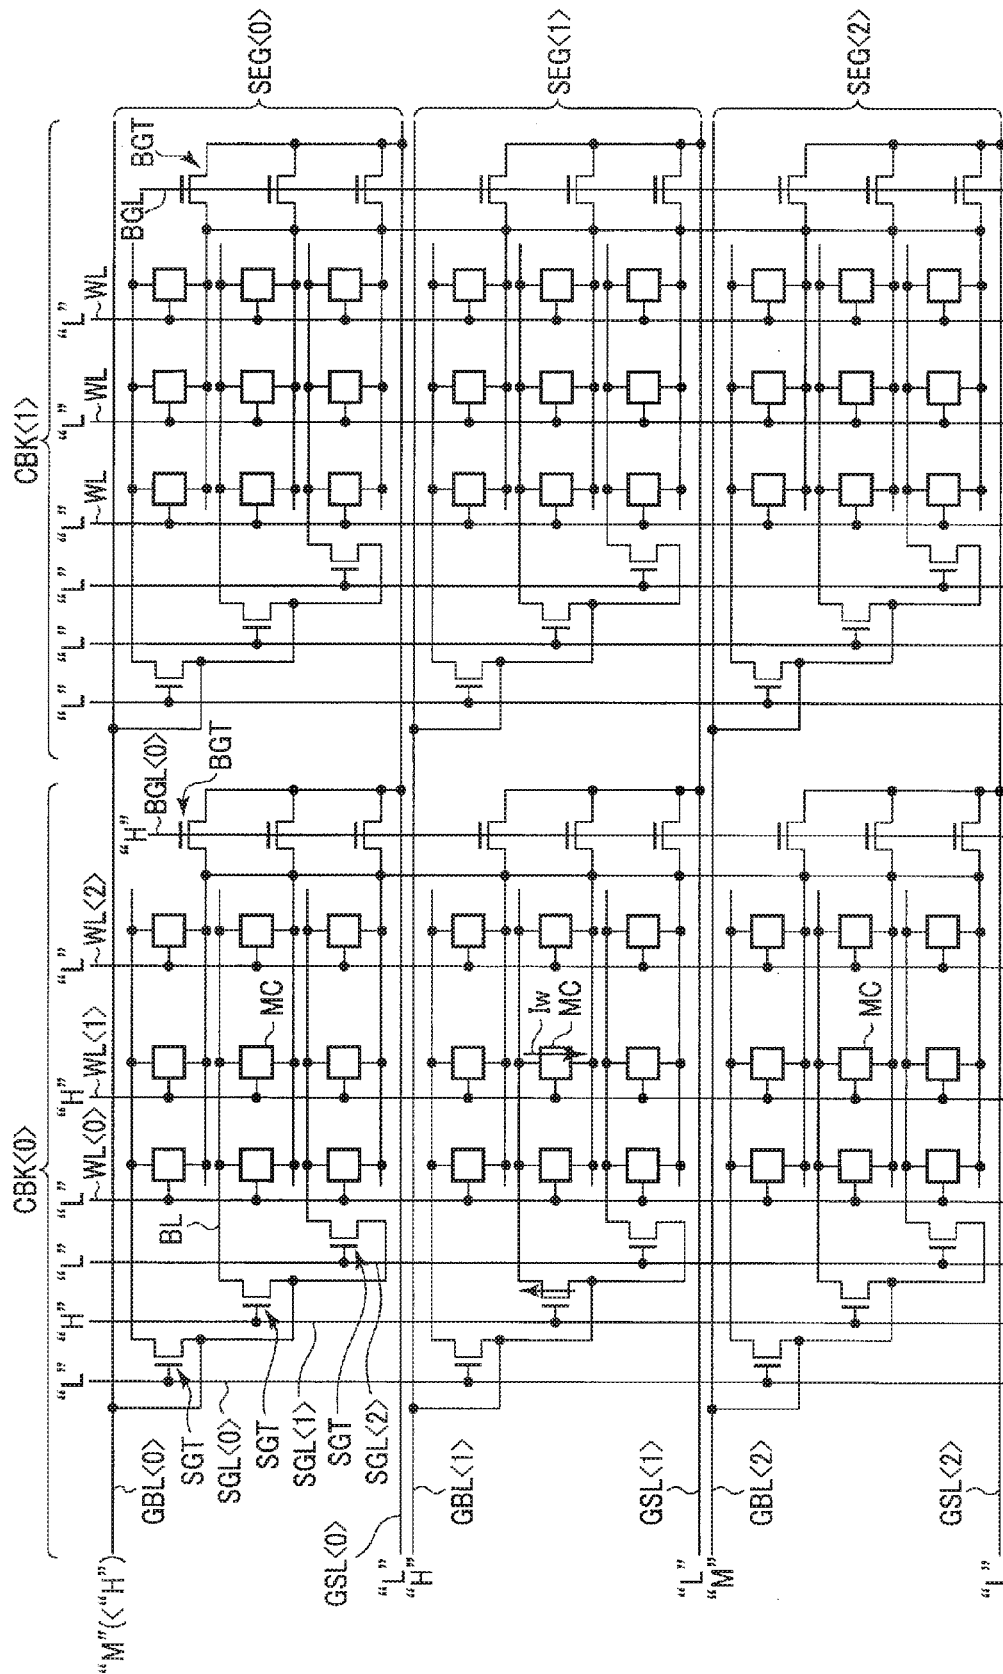 CBK<0>
CBK<1>
"L"
"H"
"L"
"L"
"H"
"L"
"H"
"L"
"L"
"L"
"L"
"L"
"L"
WL<0>
WL<1>
WL<2>
BGL<0>
BGT
WL
WL
WL
BGL
BGT
"M"(<"H")
GBL<0>
SGT
SGL<0>
SGT
SGL<1>
SGT
SGL<2>
BL
MC
SEG<0>
GSL<0>
"L"
"H"
GBL<1>
Iw
MC
SEG<1>
GSL<1>
"L"
"M"
GBL<2>
MC
SEG<2>
GSL<2>
"L"